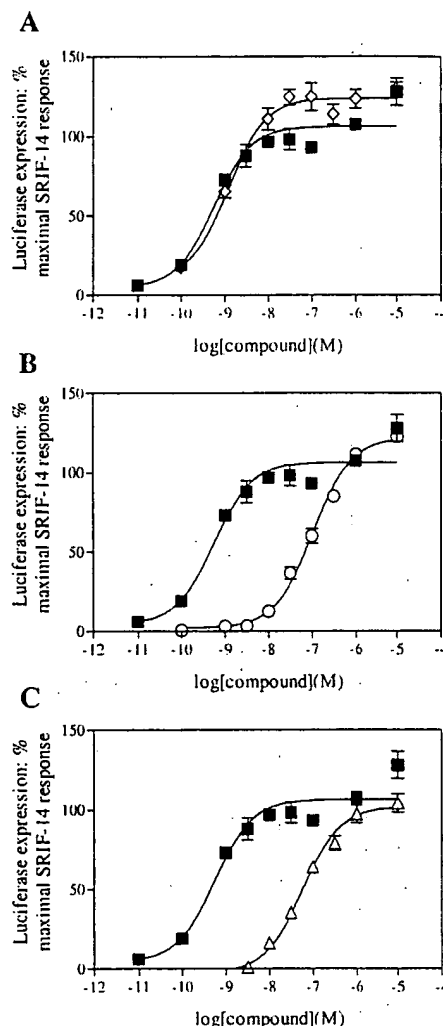 A
Luciferase expression: %
maximal SRIF-14 response
150
100
50
0
-12 -11 -10 -9 -8 -7 -6 -5 -4
log[compound](M)
B
Luciferase expression: %
maximal SRIF-14 response
150
100
50
0
-12 -11 -10 -9 -8 -7 -6 -5
log[compound](M)
C
Luciferase expression: %
maximal SRIF-14 response
150
100
50
0
-12 -11 -10 -9 -8 -7 -6 -5
log[compound](M)